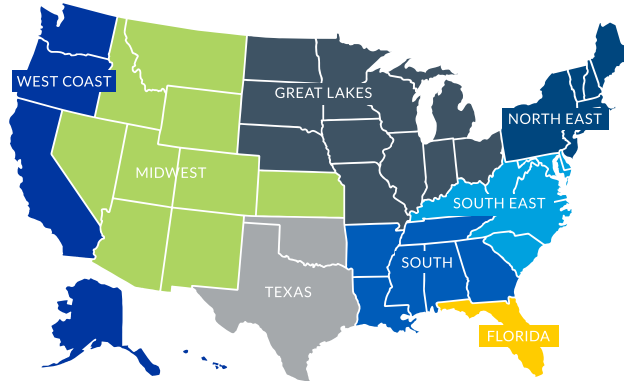 WEST COAST
GREAT LAKES
NORTH EAST
MIDWEST
SOUTH EAST
SOUTH
TEXAS
FLORIDA